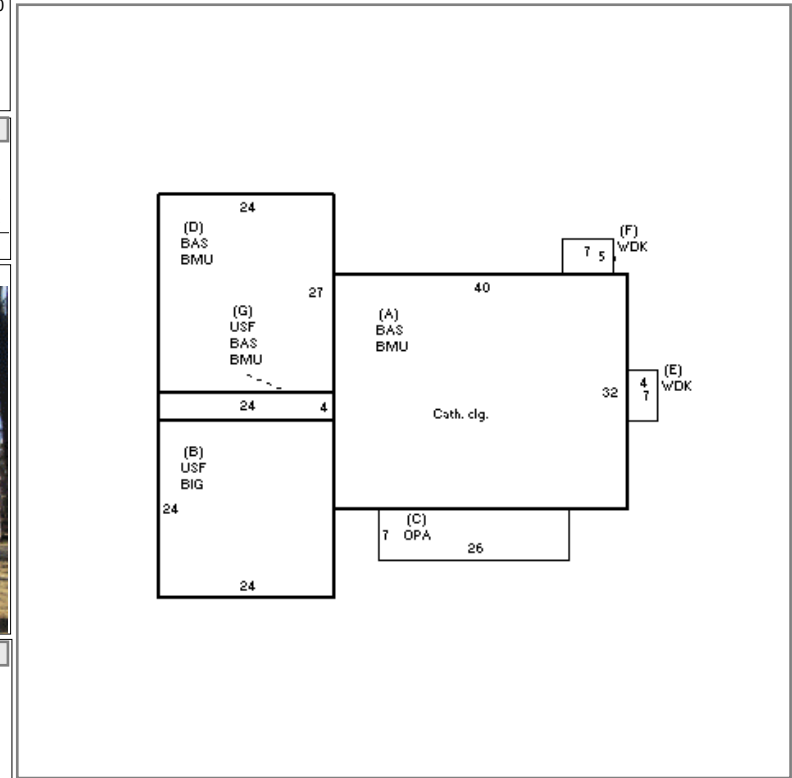 24
(D)
BAS
BMU
27
(G)
USF
BAS
BMU
24 4
(B)
USF
BIG
24
24
40
(A)
BAS
BMU
32
Cath. clg.
(F)
WDK
7 5
(E)
WDK
4
7
(C)
OPA
7
26